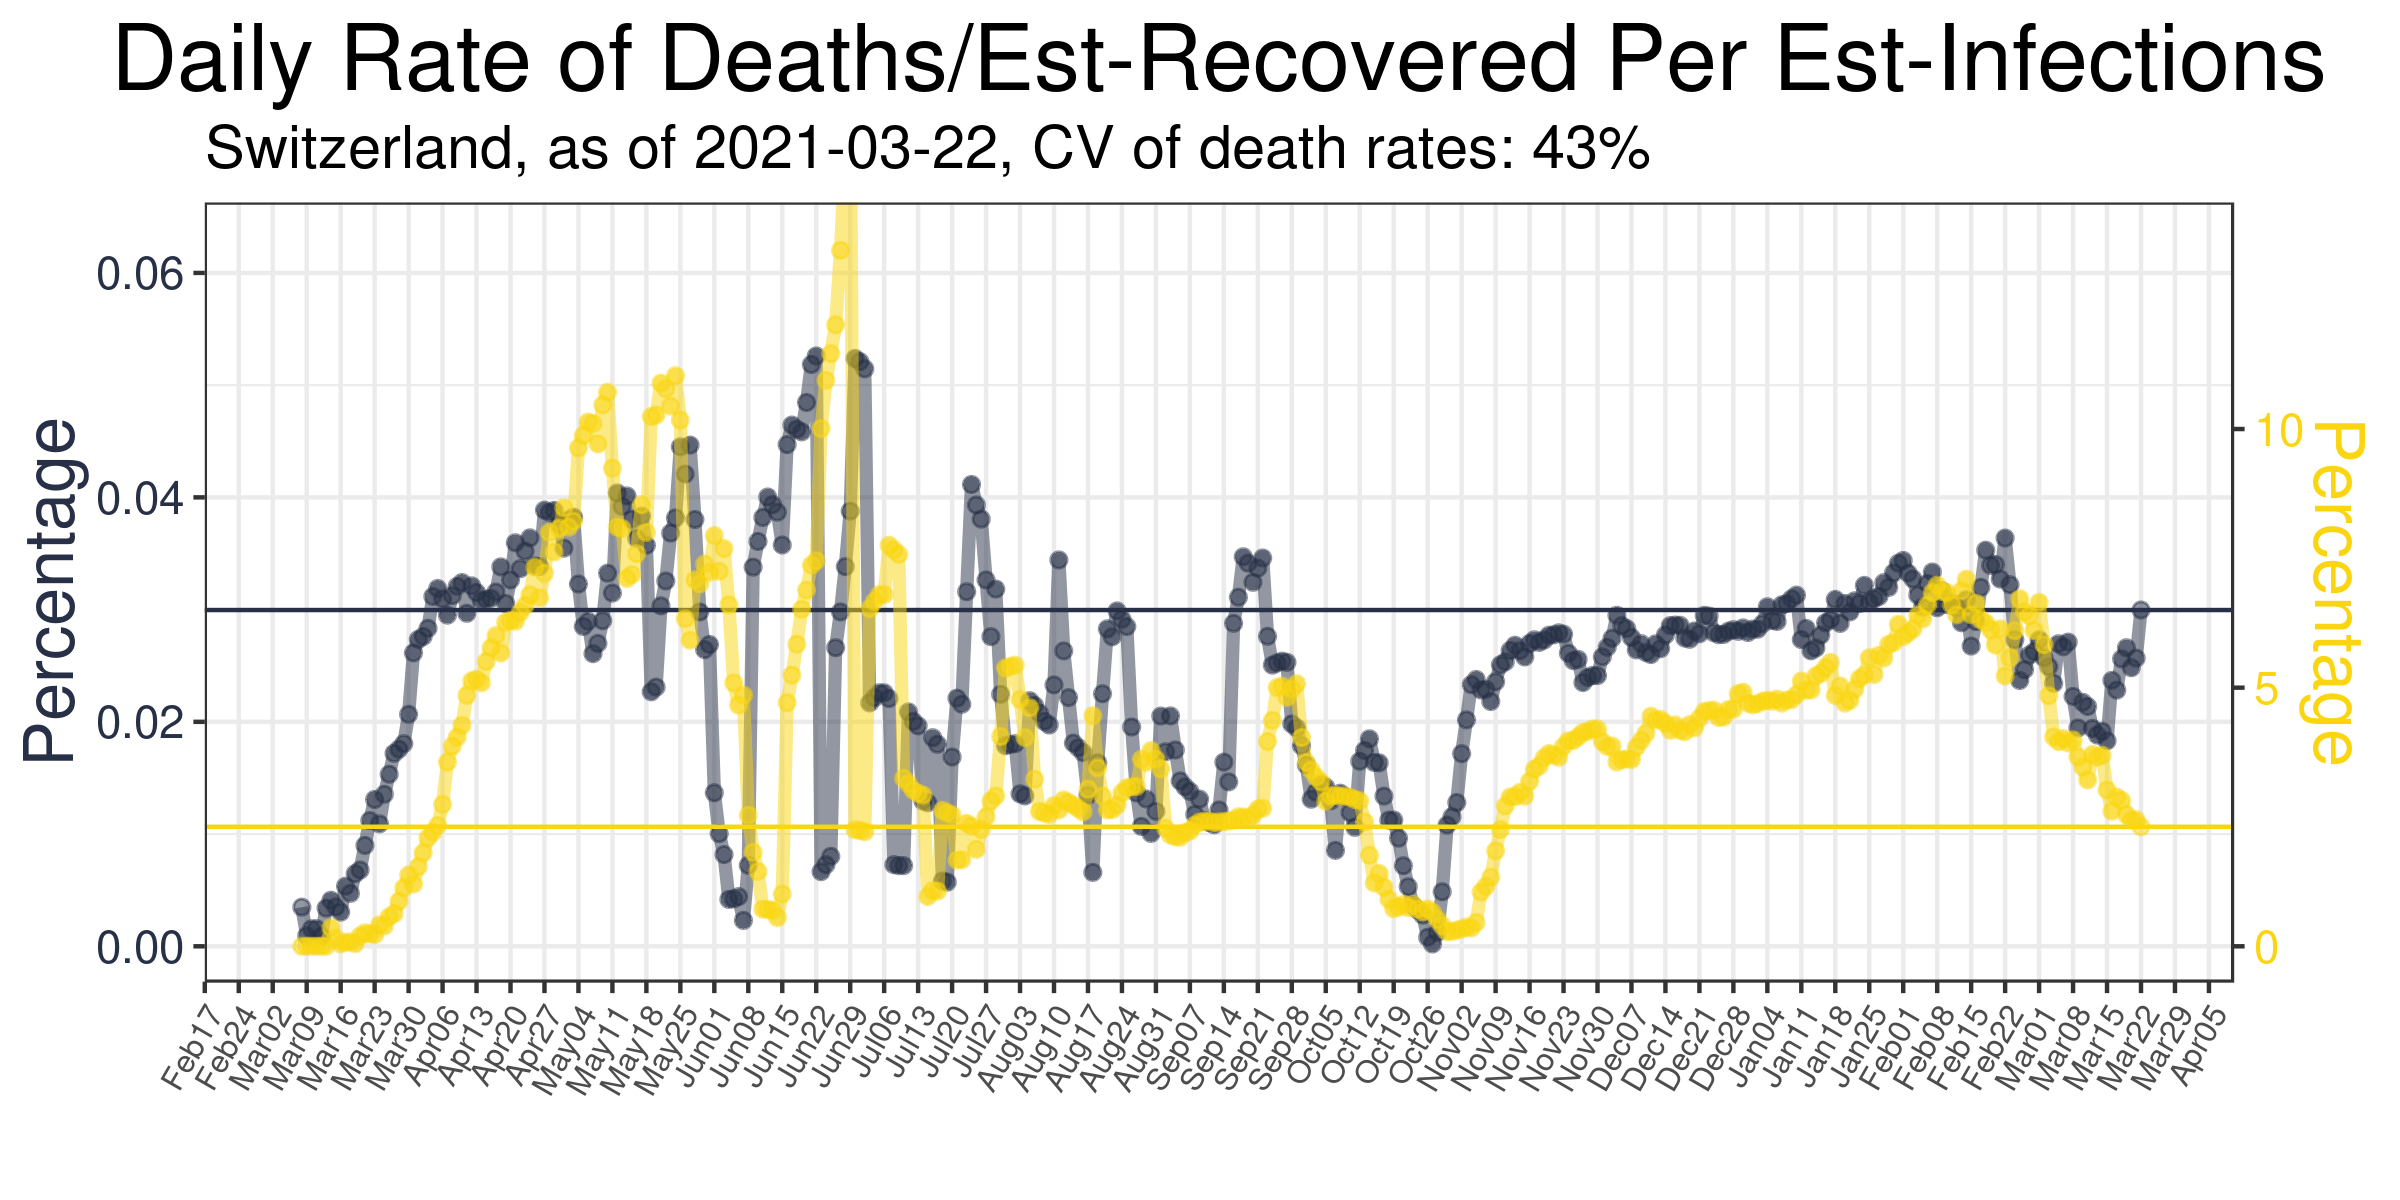 Daily Rate of Deaths/Est-Recovered Per Est-Infections
Switzerland, as of 2021-03-22, CV of death rates: 43%
Percentage
0.06
0.04
0.02
0.00
10
5
0
Percentage
Feb17
Feb24
Mar02
Mar09
Mar16
Mar23
Mar30
Apr06
Apr13
Apr20
Apr27
May04
May11
May18
May25
Jun01
Jun08
Jun15
Jun22
Jun29
Jul06
Jul13
Jul20
Jul27
Aug03
Aug10
Aug17
Aug24
Aug31
Sep07
Sep14
Sep21
Sep28
Oct05
Oct12
Oct19
Oct26
Nov02
Nov09
Nov16
Nov23
Nov30
Dec07
Dec14
Dec21
Dec28
Jan04
Jan11
Jan18
Jan25
Feb01
Feb08
Feb15
Feb22
Mar01
Mar08
Mar15
Mar22
Mar29
Apr05